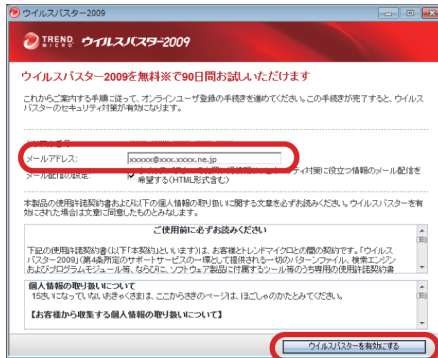 ウイルスバスター2009
TREND MICRO ウイルスバスター2009
ウイルスバスター2009を無料※で90日間お試しいただけます
これからご案内する手順に従って、オンラインユーザ登録の手続きを進めてください。この手続きが完了すると、ウイルス
バスターのセキュリティ対策が有効になります。
メールアドレス: xxxxx@xxx.xxxx.ne.jp
メール配信の設定: ティ対策に役立つ情報のメール配信を
希望する(HTML形式含む)
本製品の使用許諾契約書および以下の個人情報の取り扱いに関する文章を必ずお読みください。ウイルスバスターを有
効にされた場合は文章に同意したものとみなします。
ご使用前に必ずお読みください
下記の使用許諾契約書(以下「本契約」といいます)は、お客様とトレンドマイクロとの間の契約です。「ウイルス
バスター2009」(第4条所定のサポートサービスの一環として提供される一切のパターンファイル、検索エンジン
およびプログラムモジュール等、ならびに、ソフトウェア製品に付属するツール等のうち専用の使用許諾契約書
個人情報の取り扱いについて
15さいになっていないおきゃくさまは、ここからさきのページは、ほごしゃのかたとみてください。
【お客様から収集する個人情報の取り扱いについて】
ウイルスバスターを有効にする